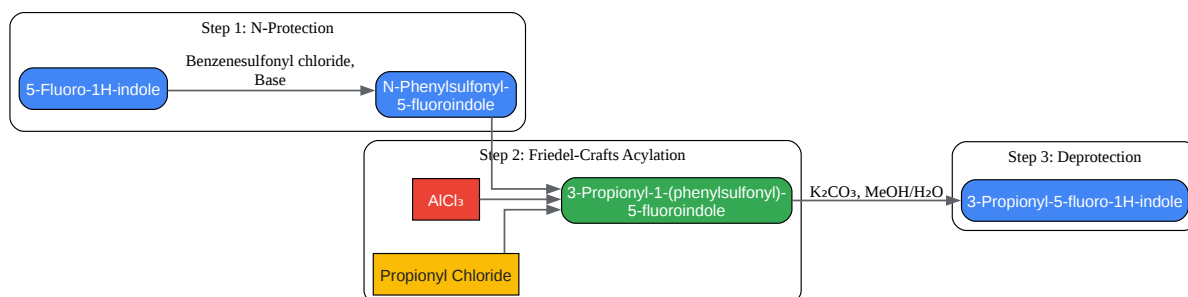 Step 1: N-Protection
5-Fluoro-1H-indole
Benzenesulfonyl chloride,
Base
N-Phenylsulfonyl-
5-fluoroindole
Step 2: Friedel-Crafts Acylation
AlCl₃
Propionyl Chloride
3-Propionyl-1-(phenylsulfonyl)-
5-fluoroindole
K₂CO₃, MeOH/H₂O
Step 3: Deprotection
3-Propionyl-5-fluoro-1H-indole